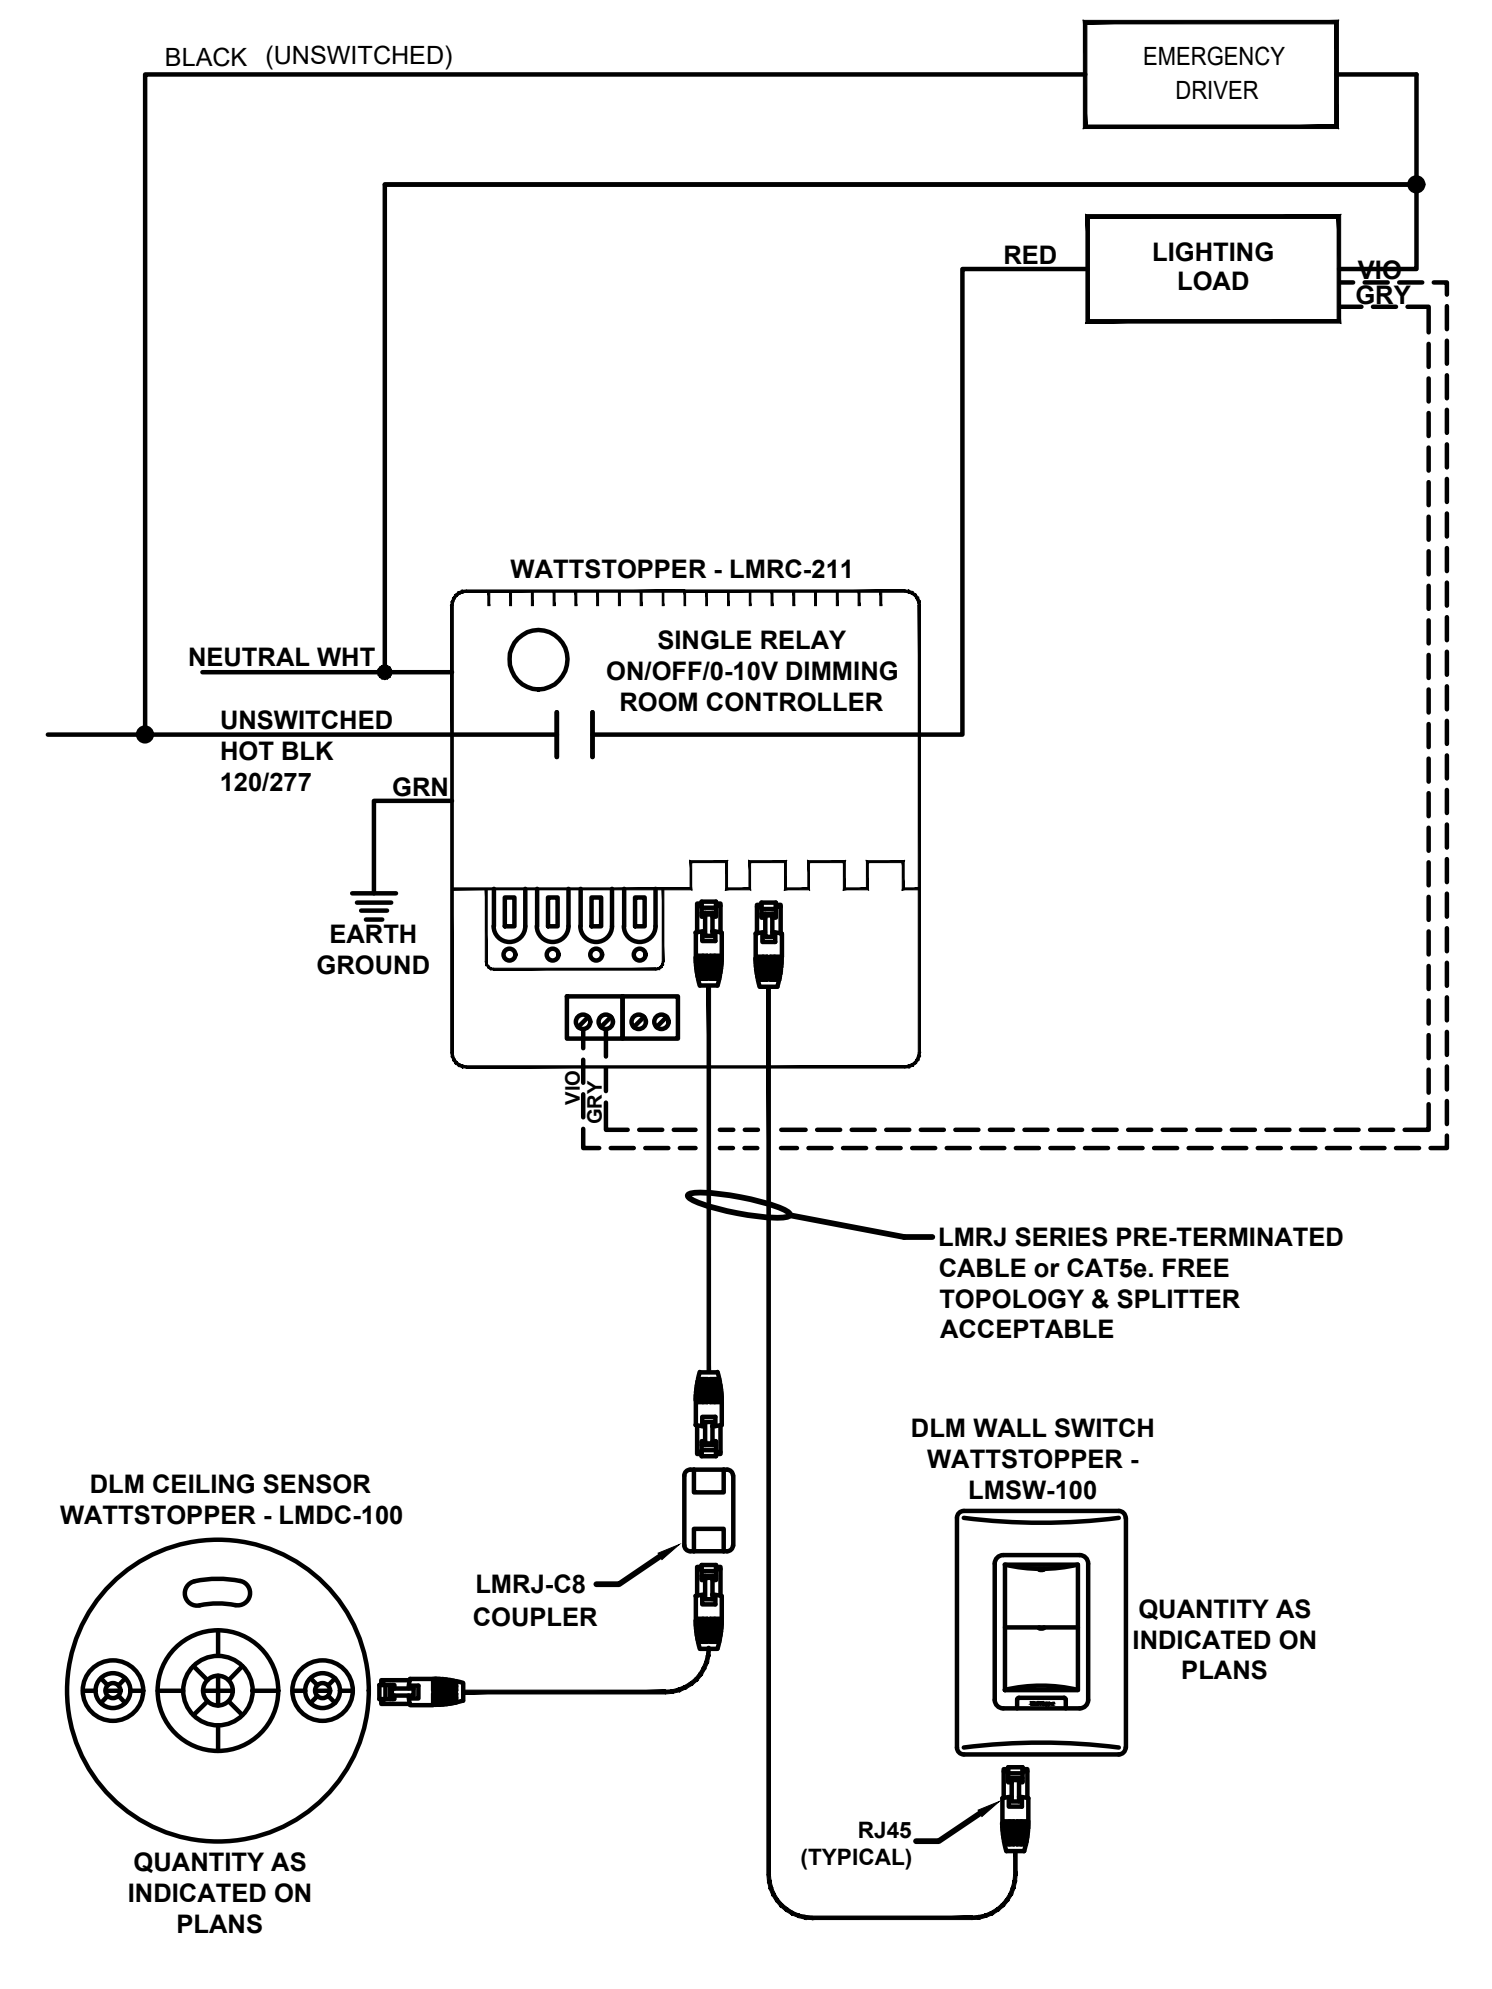 BLACK (UNSWITCHED)
EMERGENCY
DRIVER
RED
LIGHTING
LOAD
VIO
GRY
WATTSTOPPER - LMRC-211
SINGLE RELAY
ON/OFF/0-10V DIMMING
ROOM CONTROLLER
NEUTRAL WHT
UNSWITCHED
HOT BLK
120/277
GRN
EARTH
GROUND
VIO
GRY
LMRJ SERIES PRE-TERMINATED
CABLE or CAT5e. FREE
TOPOLOGY & SPLITTER
ACCEPTABLE
DLM WALL SWITCH
WATTSTOPPER -
LMSW-100
DLM CEILING SENSOR
WATTSTOPPER - LMDC-100
LMRJ-C8
COUPLER
QUANTITY AS
INDICATED ON
PLANS
RJ45
(TYPICAL)
QUANTITY AS
INDICATED ON
PLANS